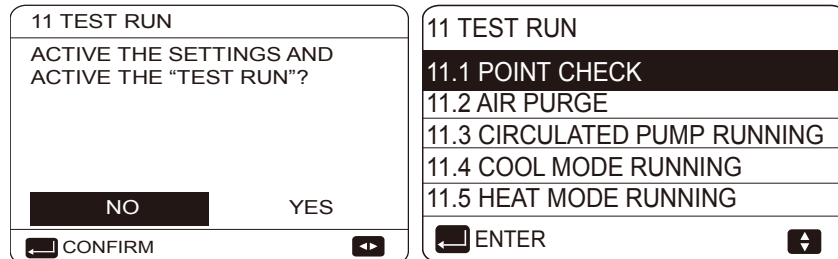 11 TEST RUN
ACTIVE THE SETTINGS AND
ACTIVE THE “TEST RUN”?
NO YES
CONFIRM
11 TEST RUN
11.1 POINT CHECK
11.2 AIR PURGE
11.3 CIRCULATED PUMP RUNNING
11.4 COOL MODE RUNNING
11.5 HEAT MODE RUNNING
ENTER